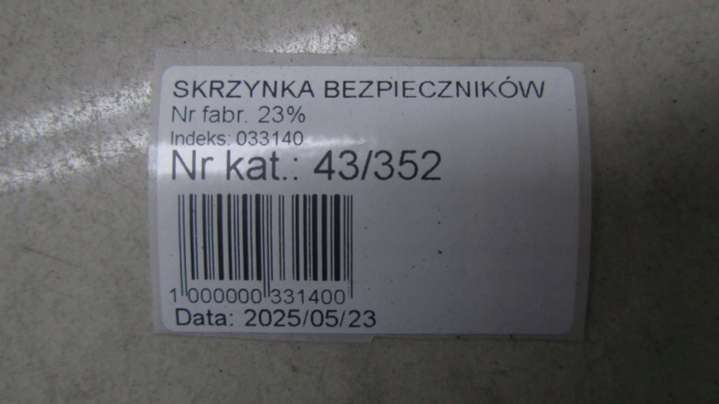 SKRZYNKA BEZPIECZNIKÓW
Nr fabr. 23%
Indeks: 033140
Nr kat.: 43/352
1 000000 331400
Data: 2025/05/23